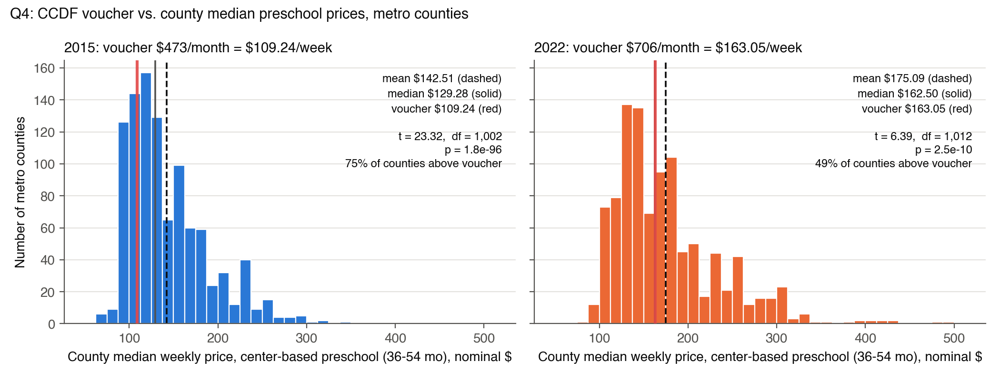 Q4: CCDF voucher vs. county median preschool prices, metro counties
2015: voucher $473/month = $109.24/week
Number of metro counties
160
140
120
100
80
60
40
20
0
mean $142.51 (dashed)
median $129.28 (solid)
voucher $109.24 (red)
t = 23.32,  df = 1,002
p = 1.8e-96
75% of counties above voucher
100 200 300 400 500
County median weekly price, center-based preschool (36-54 mo), nominal $
2022: voucher $706/month = $163.05/week
mean $175.09 (dashed)
median $162.50 (solid)
voucher $163.05 (red)
t = 6.39,  df = 1,012
p = 2.5e-10
49% of counties above voucher
100 200 300 400 500
County median weekly price, center-based preschool (36-54 mo), nominal $